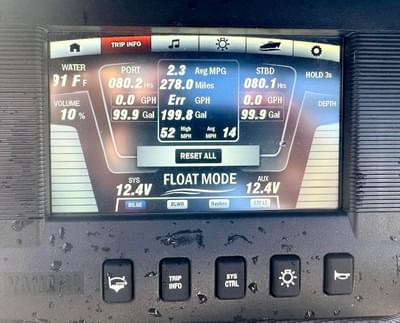 TRIP INFO
WATER
91 F F
VOLUME
10 %
PORT
080.2 Hrs
0.0 GPH
99.9 Gal
2.3 Avg MPG
278.0 Miles
Err GPH
199.8 Gal
52 High MPH Avg MPH 14
STBD
080.1 Hrs
0.0 GPH
99.9 Gal
HOLD 3s
DEPTH
RESET ALL
FLOAT MODE
SYS
12.4V
AUX
12.4V
BILGE
BLWR
YAMAHA
TRIP
INFO
SYS
CTRL